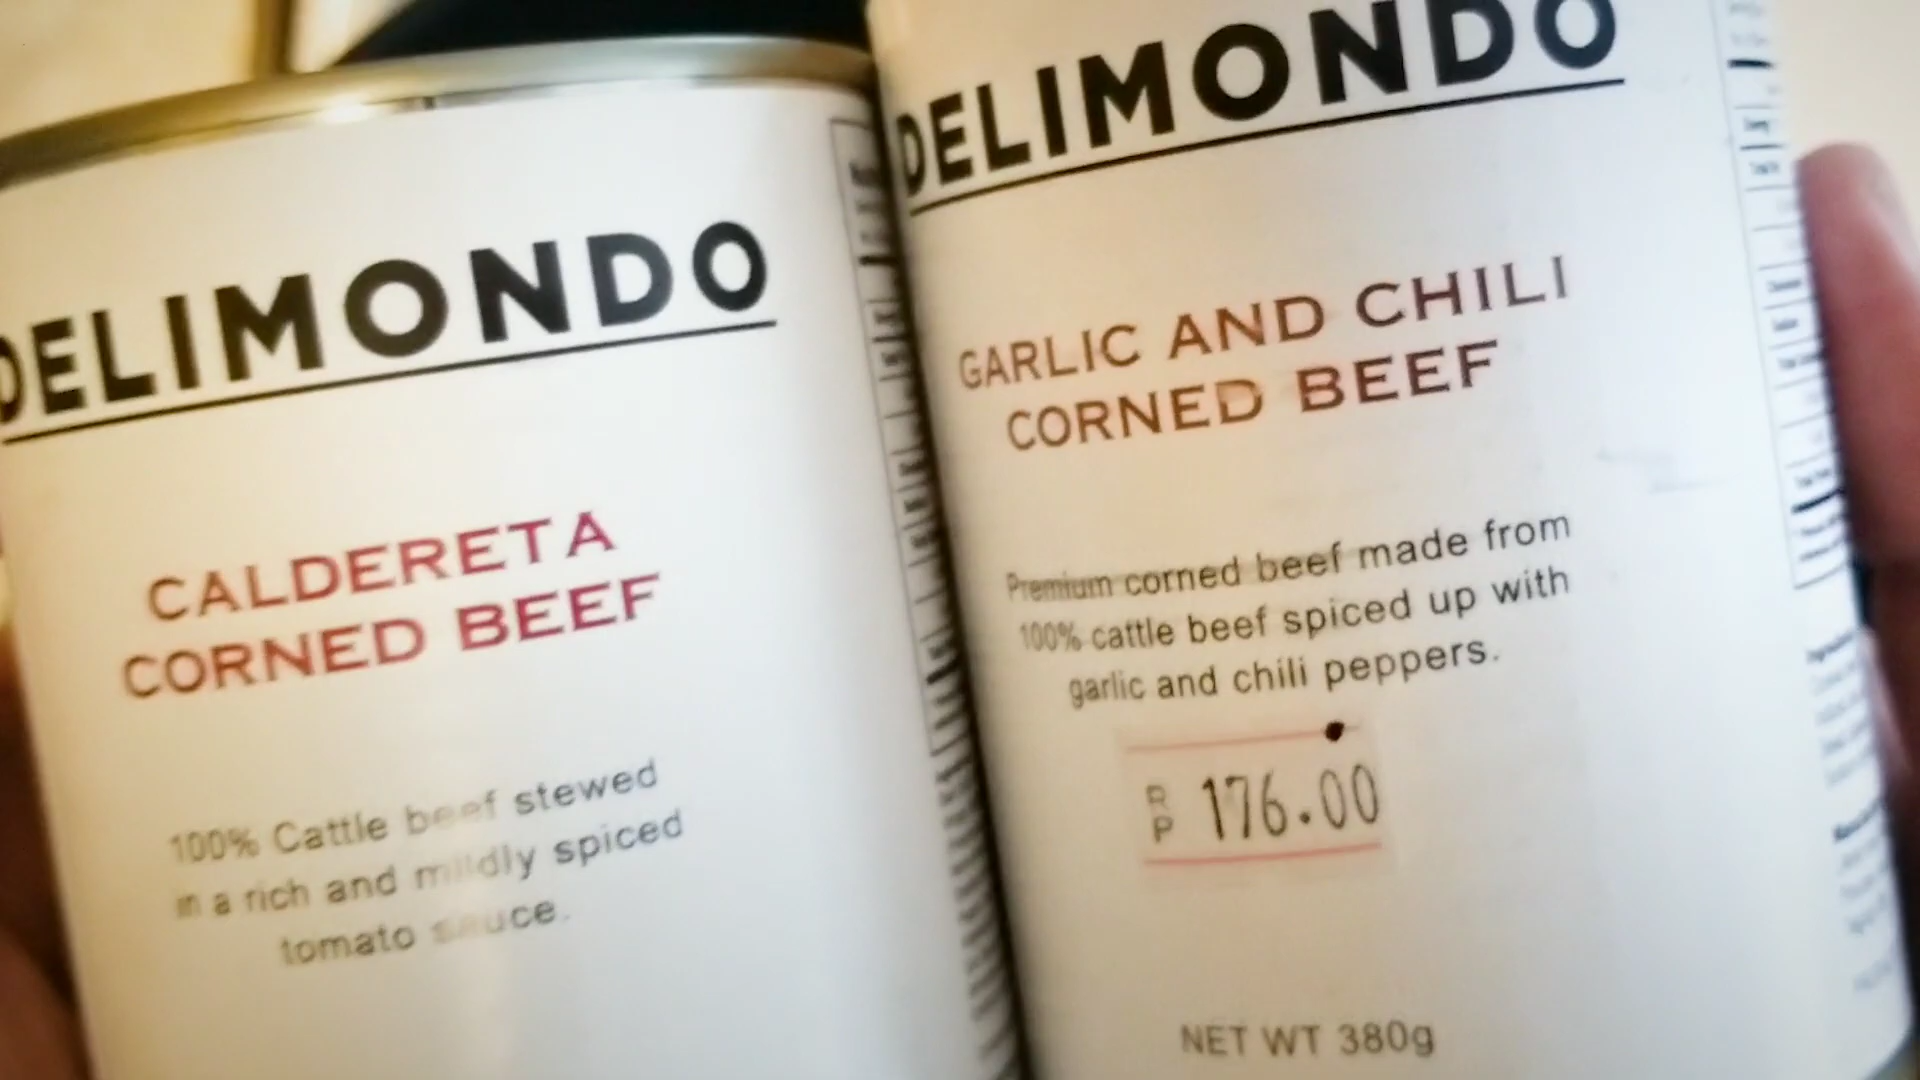 DELIMONDO
CALDERETA
CORNED BEEF
100% Cattle beef stewed
in a rich and mildly spiced
tomato sauce.
DELIMONDO
GARLIC AND CHILI
CORNED BEEF
Premium corned beef made from
100% cattle beef spiced up with
garlic and chili peppers.
RP 176.00
NET WT 380g